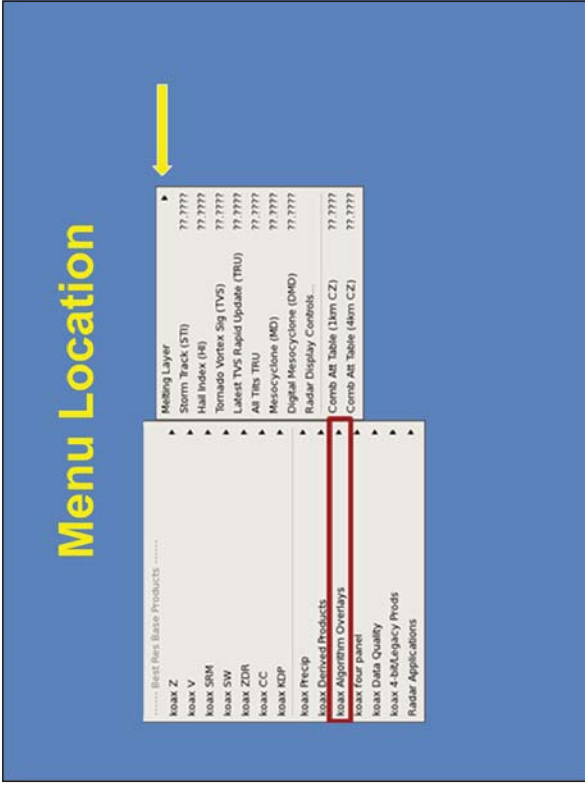 Menu Location
------ Best Res Base Products ------
koax Z
koax V
koax SRM
koax SW
koax ZDR
koax CC
koax KDP
koax Precip
koax Derived Products
koax Algorithm Overlays
koax four panel
koax Data Quality
koax 4-bit/Legacy Prods
Radar Applications
Melting Layer
Storm Track (STI) ??.????
Hail Index (HI) ??.????
Tornado Vortex Sig (TVS) ??.????
Latest TVS Rapid Update (TRU) ??.????
All Tilts TRU ??.????
Mesocyclone (MD) ??.????
Digital Mesocyclone (DMD) ??.????
Radar Display Controls...
Comb Att Table (1km CZ) ??.????
Comb Att Table (4km CZ) ??.????